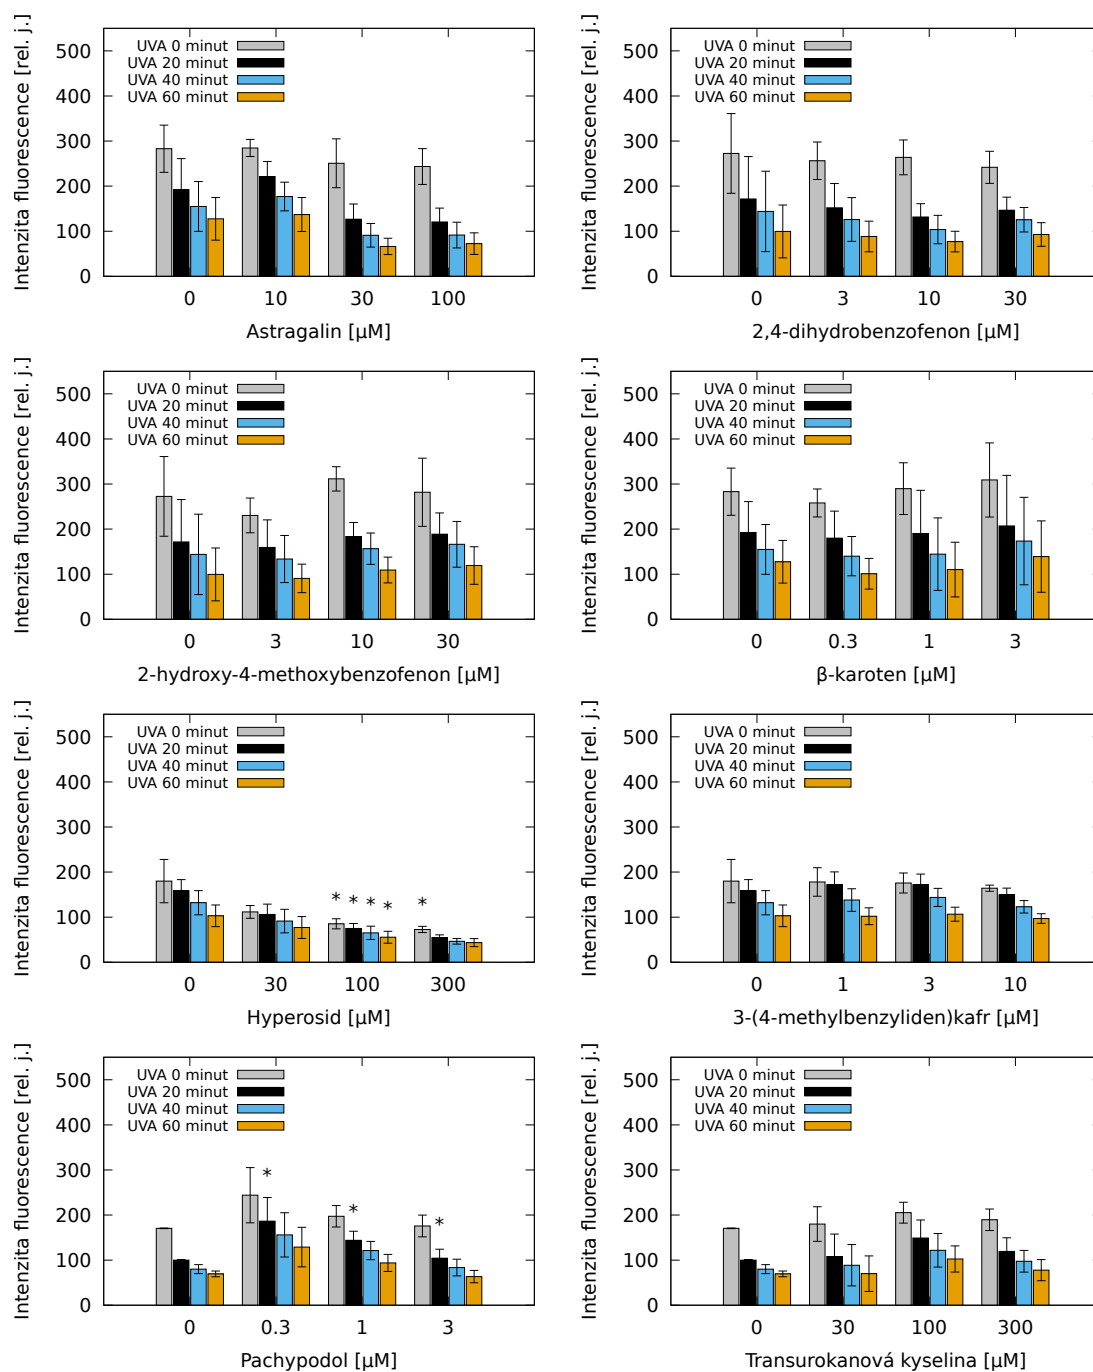 Intenzita fluorescence [rel. j.]
500
400
300
200
100
0
UVA 0 minut
UVA 20 minut
UVA 40 minut
UVA 60 minut
0 10 30 100
Astragalin [µM]
Intenzita fluorescence [rel. j.]
500
400
300
200
100
0
UVA 0 minut
UVA 20 minut
UVA 40 minut
UVA 60 minut
0 3 10 30
2,4-dihydrobenzofenon [µM]
Intenzita fluorescence [rel. j.]
500
400
300
200
100
0
UVA 0 minut
UVA 20 minut
UVA 40 minut
UVA 60 minut
0 3 10 30
2-hydroxy-4-methoxybenzofenon [µM]
Intenzita fluorescence [rel. j.]
500
400
300
200
100
0
UVA 0 minut
UVA 20 minut
UVA 40 minut
UVA 60 minut
0 0.3 1 3
β-karoten [µM]
Intenzita fluorescence [rel. j.]
500
400
300
200
100
0
UVA 0 minut
UVA 20 minut
UVA 40 minut
UVA 60 minut
* * * * *
0 30 100 300
Hyperosid [µM]
Intenzita fluorescence [rel. j.]
500
400
300
200
100
0
UVA 0 minut
UVA 20 minut
UVA 40 minut
UVA 60 minut
0 1 3 10
3-(4-methylbenzyliden)kafr [µM]
Intenzita fluorescence [rel. j.]
500
400
300
200
100
0
UVA 0 minut
UVA 20 minut
UVA 40 minut
UVA 60 minut
* * *
0 0.3 1 3
Pachypodol [µM]
Intenzita fluorescence [rel. j.]
500
400
300
200
100
0
UVA 0 minut
UVA 20 minut
UVA 40 minut
UVA 60 minut
0 30 100 300
Transurokanová kyselina [µM]